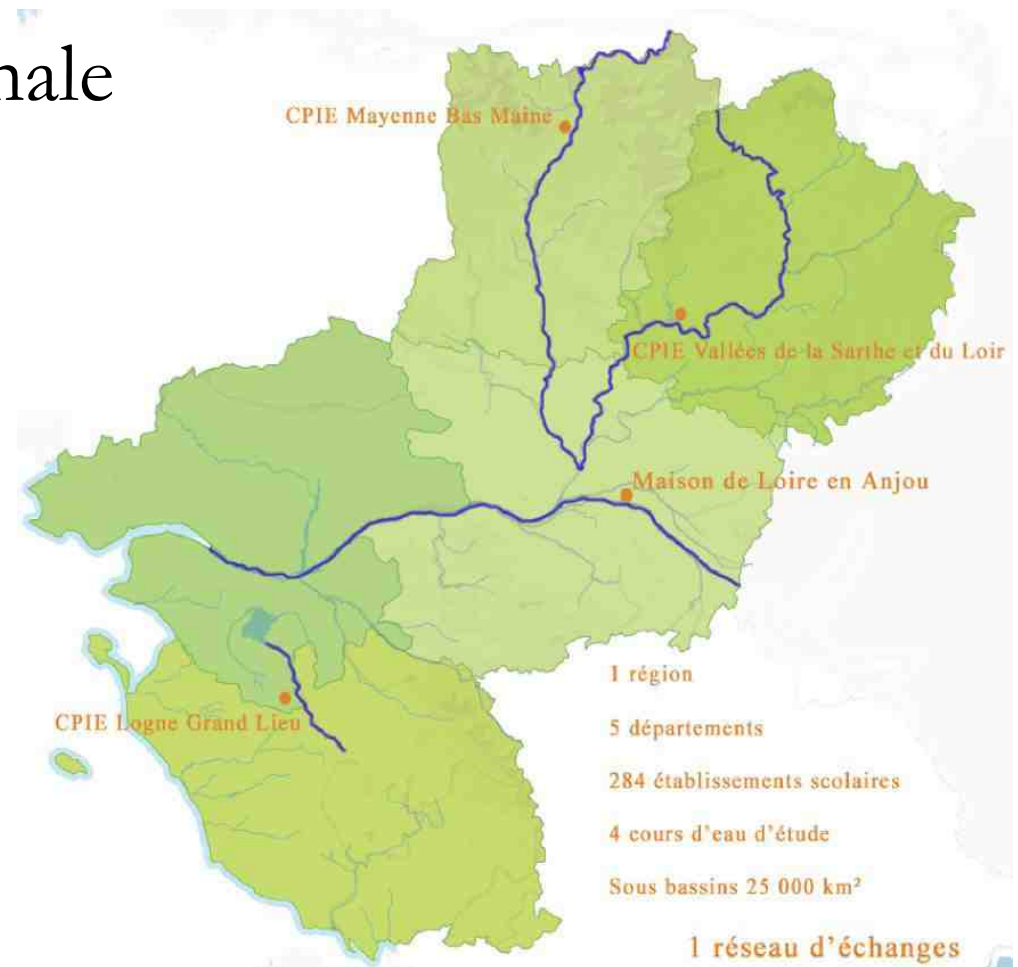 nale
CPIE Mayenne Bas Maine
CPIE Vallées de la Sarthe et du Loir
Maison de Loire en Anjou
CPIE Logne Grand Lieu
1 région
5 départements
284 établissements scolaires
4 cours d'eau d'étude
Sous bassins 25 000 km²
1 réseau d'échanges